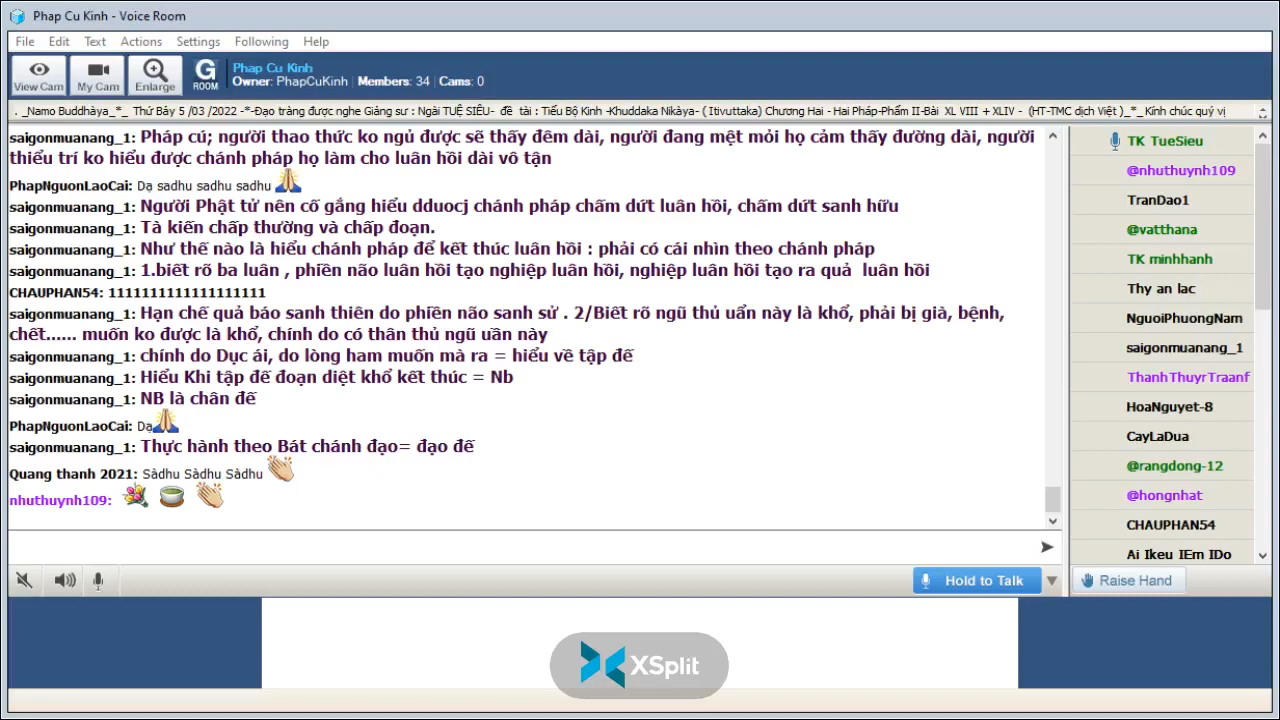 Phap Cu Kinh - Voice Room
File Edit Text Actions Settings Following Help
View Cam My Cam Enlarge G ROOM
Phap Cu Kinh
Owner: PhapCuKinh | Members: 34 | Cams: 0
. _Namo Buddhàya_*_ Thứ Bảy 5 /03 /2022 -*-Đạo tràng được nghe Giảng sư : Ngài TUỆ SIÊU- đề tài : Tiểu Bộ Kinh -Khuddaka Nikàya- ( Itivuttaka) Chương Hai - Hai Pháp-Phẩm II-Bài XL VIII + XLIV - (HT-TMC dịch Việt )_*_Kính chúc quý vị
saigonmuanang_1: Pháp cú; người thao thức ko ngủ được sẽ thấy đêm dài, người đang mệt mỏi họ cảm thấy đường dài, người
thiểu trí ko hiểu được chánh pháp họ làm cho luân hồi dài vô tận
PhapNguonLaoCai: Dạ sadhu sadhu sadhu
saigonmuanang_1: Người Phật tử nên cố gắng hiểu dduocj chánh pháp chấm dứt luân hồi, chấm dứt sanh hữu
saigonmuanang_1: Tà kiến chấp thường và chấp đoạn.
saigonmuanang_1: Như thế nào là hiểu chánh pháp để kết thúc luân hồi : phải có cái nhìn theo chánh pháp
saigonmuanang_1: 1.biết rõ ba luân , phiền não luân hồi tạo nghiệp luân hồi, nghiệp luân hồi tạo ra quả luân hồi
CHAUPHAN54: 1111111111111111111
saigonmuanang_1: Hạn chế quả báo sanh thiên do phiền não sanh sử . 2/Biết rõ ngũ thủ uẩn này là khổ, phải bị già, bệnh,
chết...... muốn ko được là khổ, chính do có thân thủ ngũ uần này
saigonmuanang_1: chính do Dục ái, do lòng ham muốn mà ra = hiểu về tập đế
saigonmuanang_1: Hiểu Khi tập đế đoạn diệt khổ kết thúc = Nb
saigonmuanang_1: NB là chân đế
PhapNguonLaoCai: Dạ
saigonmuanang_1: Thực hành theo Bát chánh đạo= đạo đế
Quang thanh 2021: Sàdhu Sàdhu Sàdhu
nhuthuynh109:
TK TueSieu
@nhuthuynh109
TranDao1
@vatthana
TK minhhanh
Thy an lac
NguoiPhuongNam
saigonmuanang_1
ThanhThuyrTraanf
HoaNguyet-8
CayLaDua
@rangdong-12
@hongnhat
CHAUPHAN54
Ai Ikeu IEm IDo
Hold to Talk
Raise Hand
XSplit